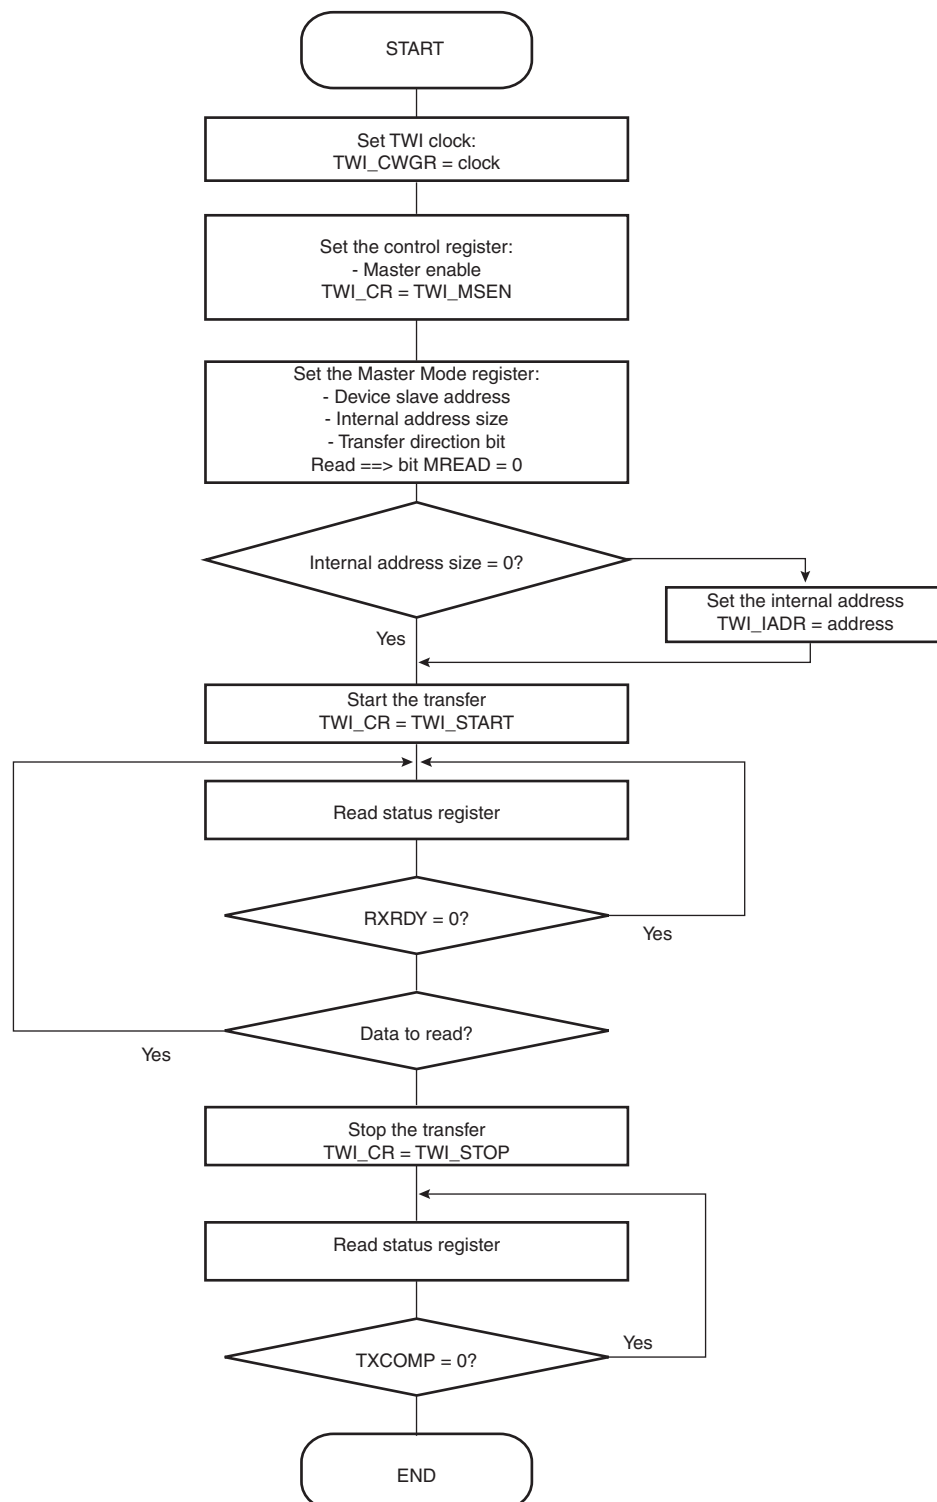 START
Set TWI clock:
TWI_CWGR = clock
Set the control register:
- Master enable
TWI_CR = TWI_MSEN
Set the Master Mode register:
- Device slave address
- Internal address size
- Transfer direction bit
Read ==> bit MREAD = 0
Internal address size = 0?
Set the internal address
TWI_IADR = address
Yes
Start the transfer
TWI_CR = TWI_START
Read status register
RXRDY = 0?
Yes
Data to read?
Yes
Stop the transfer
TWI_CR = TWI_STOP
Read status register
Yes
TXCOMP = 0?
END